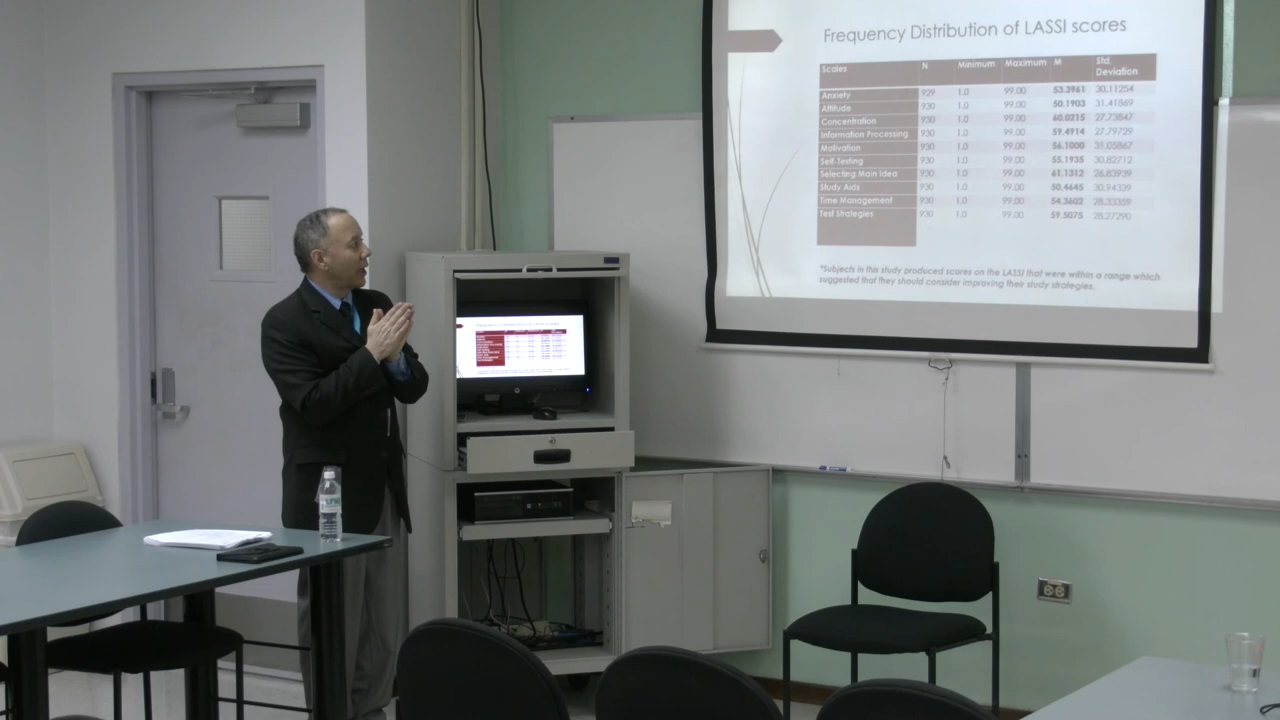 Frequency Distribution of LASSI scores
Scales N Minimum Maximum M Std. Deviation
Anxiety 929 1.0 99.00 53.3961 30.11254
Attitude 930 1.0 99.00 50.1903 31.41869
Concentration 930 1.0 99.00 60.0215 27.73847
Information Processing 930 1.0 99.00 59.4914 27.79729
Motivation 930 1.0 99.00 56.1000 31.05867
Self-Testing 930 1.0 99.00 55.1935 30.82712
Selecting Main Idea 930 1.0 99.00 61.1312 26.83939
Study Aids 930 1.0 99.00 50.4645 30.94339
Time Management 930 1.0 99.00 54.3602 28.33359
Test Strategies 930 1.0 99.00 59.5075 28.27290
*Subjects in this study produced scores on the LASSI that were within a range which
suggested that they should consider improving their study strategies.